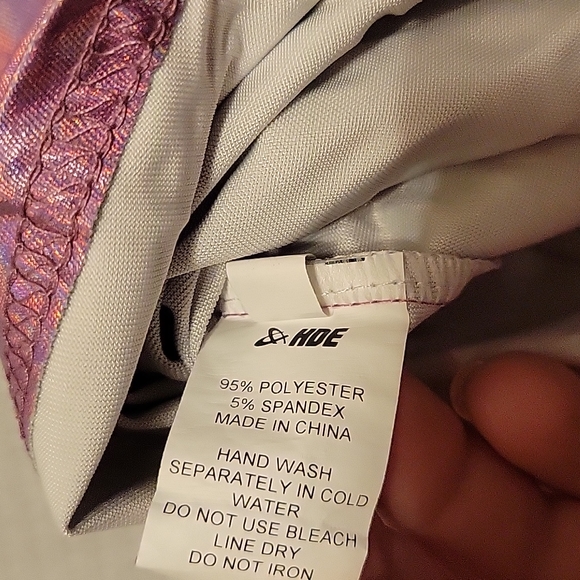 HDE
95% POLYESTER
5% SPANDEX
MADE IN CHINA
HAND WASH
SEPARATELY IN COLD
WATER
DO NOT USE BLEACH
LINE DRY
DO NOT IRON